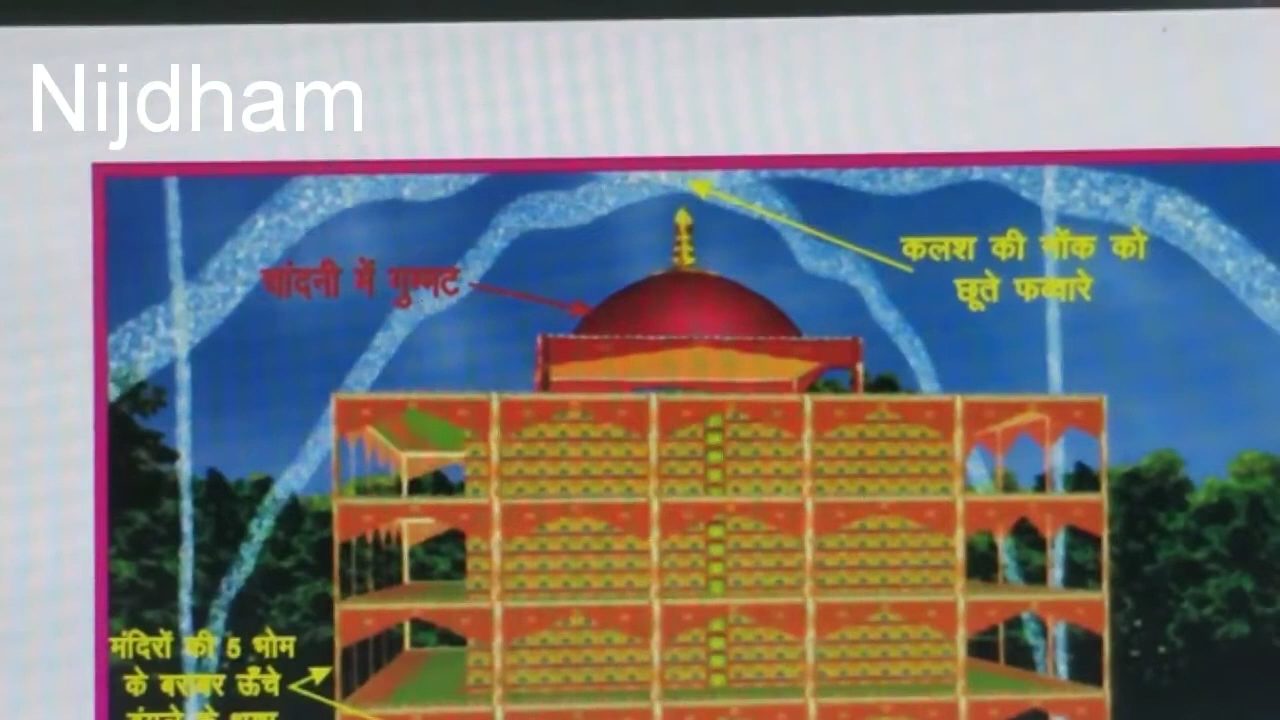 Nijdham
चांदनी में गुम्मट
कलश की नोंक को
छूते फव्वारे
मंदिरों की 5 भोम
के बराबर ऊँचे